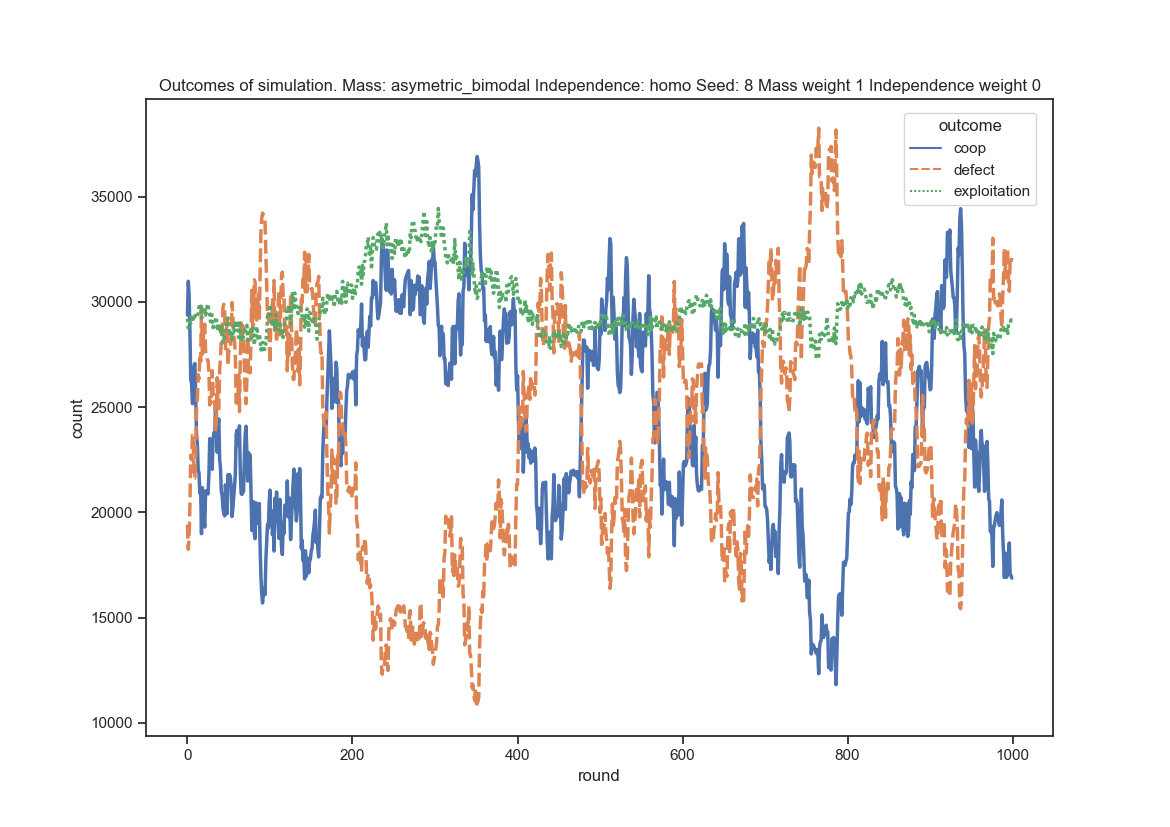 Outcomes of simulation. Mass: asymetric_bimodal Independence: homo Seed: 8 Mass weight 1 Independence weight 0
outcome
coop
defect
exploitation
35000
30000
25000
20000
15000
10000
count
0 200 400 600 800 1000
round